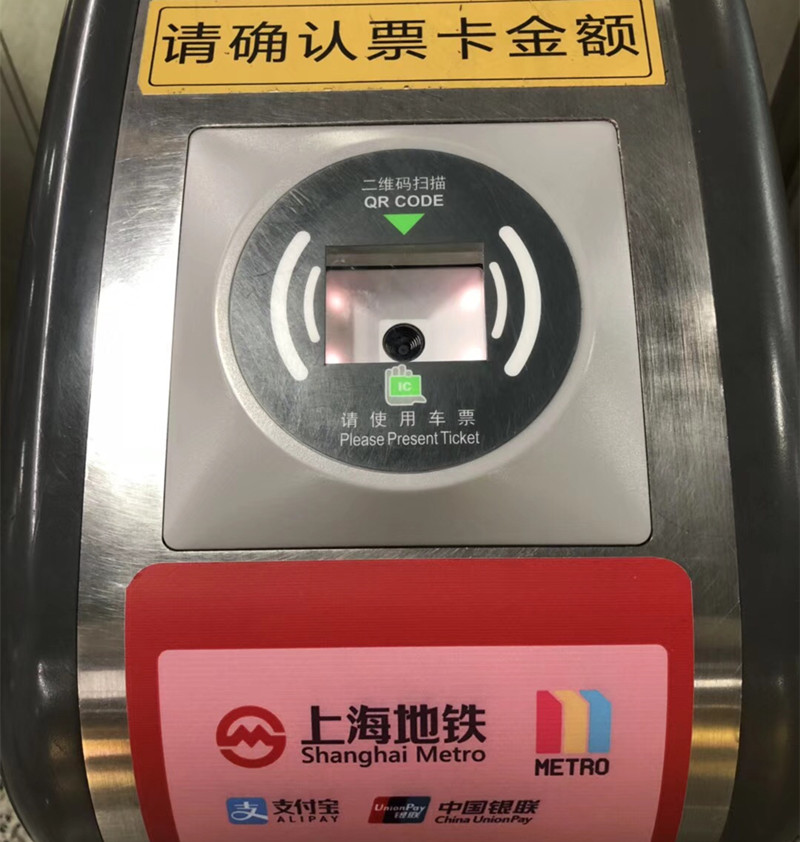 请确认票卡金额
二维码扫描
QR CODE
IC
请使用车票
Please Present Ticket
上海地铁
Shanghai Metro
METRO
支 支付宝
ALIPAY
UnionPay
银联
中国银联
China UnionPay